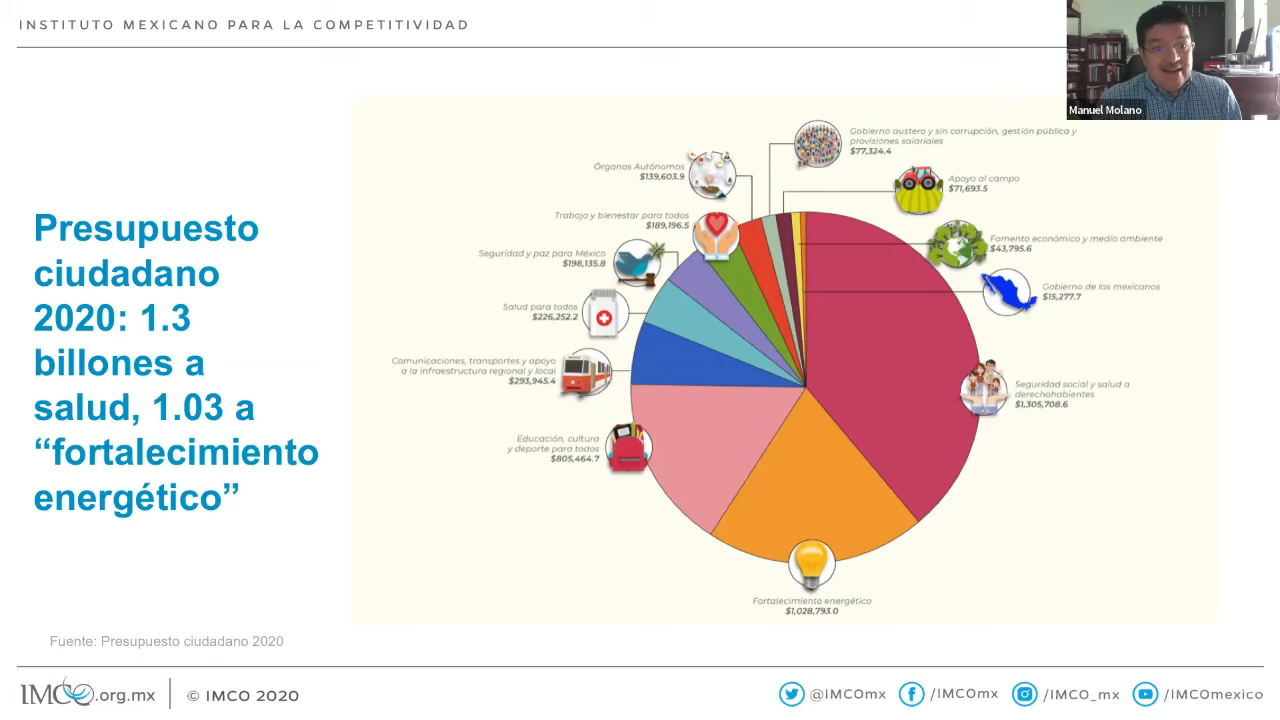 INSTITUTO MEXICANO PARA LA COMPETITIVIDAD
Manuel Molano
Presupuesto
ciudadano
2020: 1.3
billones a
salud, 1.03 a
“fortalecimiento
energético”
Gobierno austero y sin corrupción, gestión pública y
provisiones salariales
$77,324.4
Órganos Autónomos
$139,603.9
Apoyo al campo
$71,693.5
Trabajo y bienestar para todos
$189,196.5
Fomento económico y medio ambiente
$43,795.6
Seguridad y paz para México
$198,135.8
Gobierno de los mexicanos
$15,277.7
Salud para todos
$226,252.2
Comunicaciones, transportes y apoyo
a la infraestructura regional y local
$293,945.4
Seguridad social y salud a
derechohabientes
$1,305,708.6
Educación, cultura
y deporte para todos
$805,464.7
Fortalecimiento energético
$1,028,793.0
Fuente: Presupuesto ciudadano 2020
IMCO.org.mx
© IMCO 2020
@IMCOmx
/IMCOmx
/IMCO_mx
/IMCOmexico